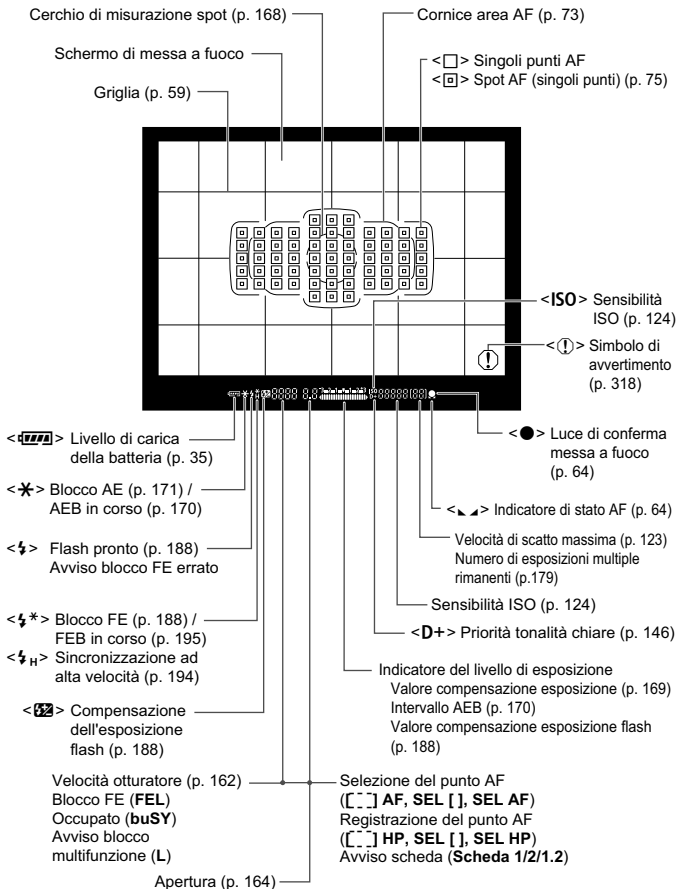 Cerchio di misurazione spot (p. 168)
Cornice area AF (p. 73)
Schermo di messa a fuoco
Griglia (p. 59)
< > Singoli punti AF
< > Spot AF (singoli punti) (p. 75)
<ISO> Sensibilità
ISO (p. 124)
< > Simbolo di
avvertimento
(p. 318)
< > Livello di carica
della batteria (p. 35)
< > Luce di conferma
messa a fuoco
(p. 64)
< > Blocco AE (p. 171) /
AEB in corso (p. 170)
< > Indicatore di stato AF (p. 64)
< > Flash pronto (p. 188)
Avviso blocco FE errato
Velocità di scatto massima (p. 123)
Numero di esposizioni multiple
rimanenti (p.179)
< > Blocco FE (p. 188) /
FEB in corso (p. 195)
Sensibilità ISO (p. 124)
<D+> Priorità tonalità chiare (p. 146)
< H> Sincronizzazione ad
alta velocità (p. 194)
Indicatore del livello di esposizione
Valore compensazione esposizione (p. 169)
Intervallo AEB (p. 170)
Valore compensazione esposizione flash
(p. 188)
< > Compensazione
dell'esposizione
flash (p. 188)
Velocità otturatore (p. 162)
Blocco FE (FEL)
Occupato (buSY)
Avviso blocco
multifunzione (L)
Selezione del punto AF
([ ] AF, SEL [ ], SEL AF)
Registrazione del punto AF
([ ] HP, SEL [ ], SEL HP)
Avviso scheda (Scheda 1/2/1.2)
Apertura (p. 164)